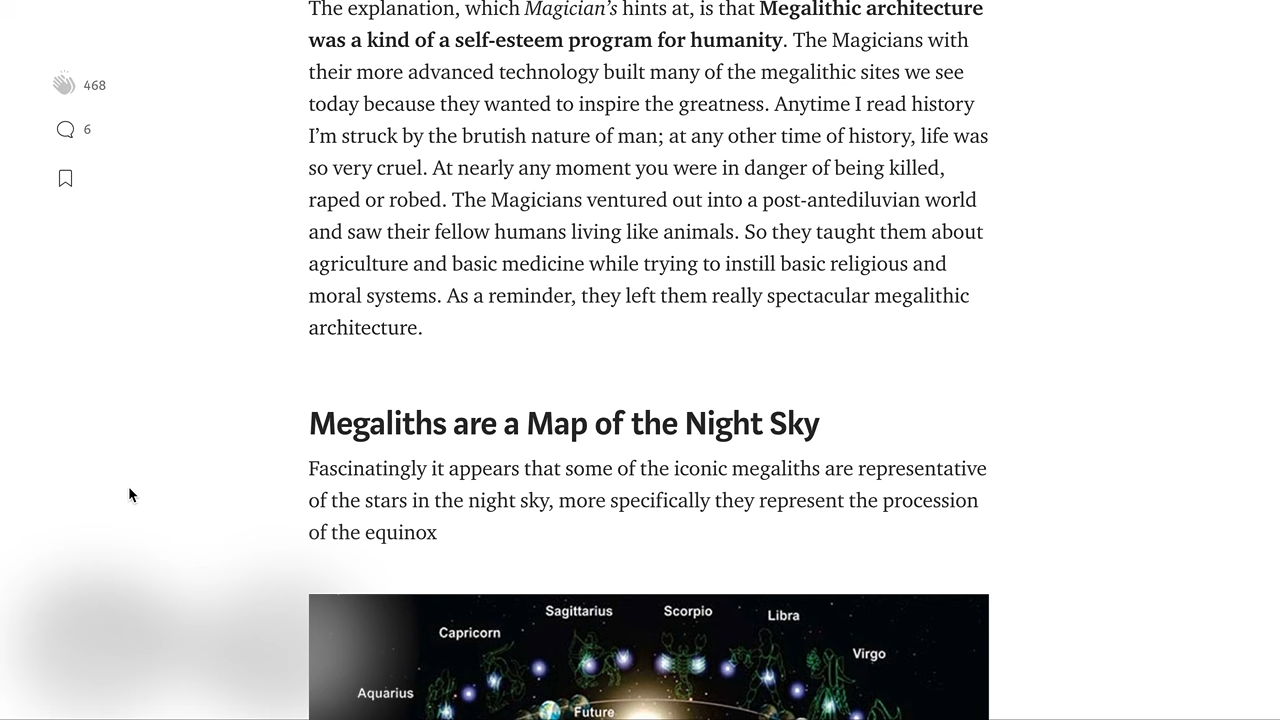 The explanation, which Magician’s hints at, is that Megalithic architecture
was a kind of a self-esteem program for humanity. The Magicians with
their more advanced technology built many of the megalithic sites we see
today because they wanted to inspire the greatness. Anytime I read history
I’m struck by the brutish nature of man; at any other time of history, life was
so very cruel. At nearly any moment you were in danger of being killed,
raped or robed. The Magicians ventured out into a post-antediluvian world
and saw their fellow humans living like animals. So they taught them about
agriculture and basic medicine while trying to instill basic religious and
moral systems. As a reminder, they left them really spectacular megalithic
architecture.
468
6
Megaliths are a Map of the Night Sky
Fascinatingly it appears that some of the iconic megaliths are representative
of the stars in the night sky, more specifically they represent the procession
of the equinox
Sagittarius
Scorpio
Libra
Capricorn
Virgo
Aquarius
Future